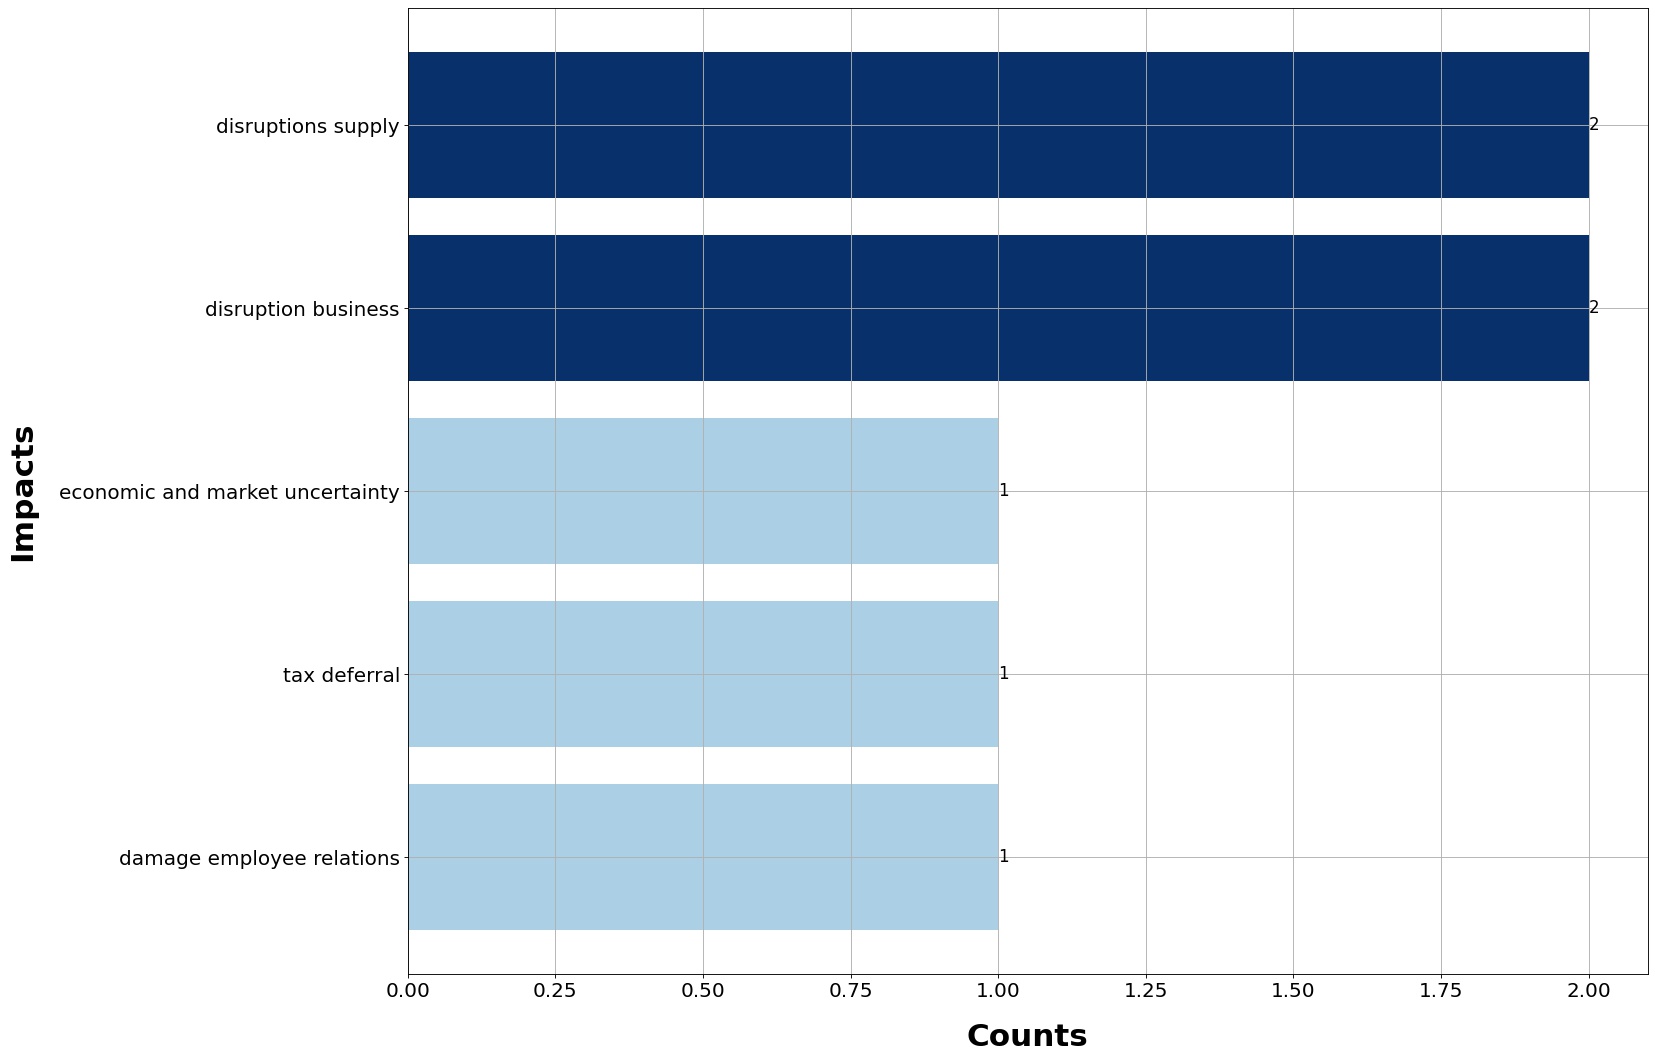 disruptions supply
2
disruption business
2
economic and market uncertainty
1
tax deferral
1
damage employee relations
1
Impacts
0.00 0.25 0.50 0.75 1.00 1.25 1.50 1.75 2.00
Counts